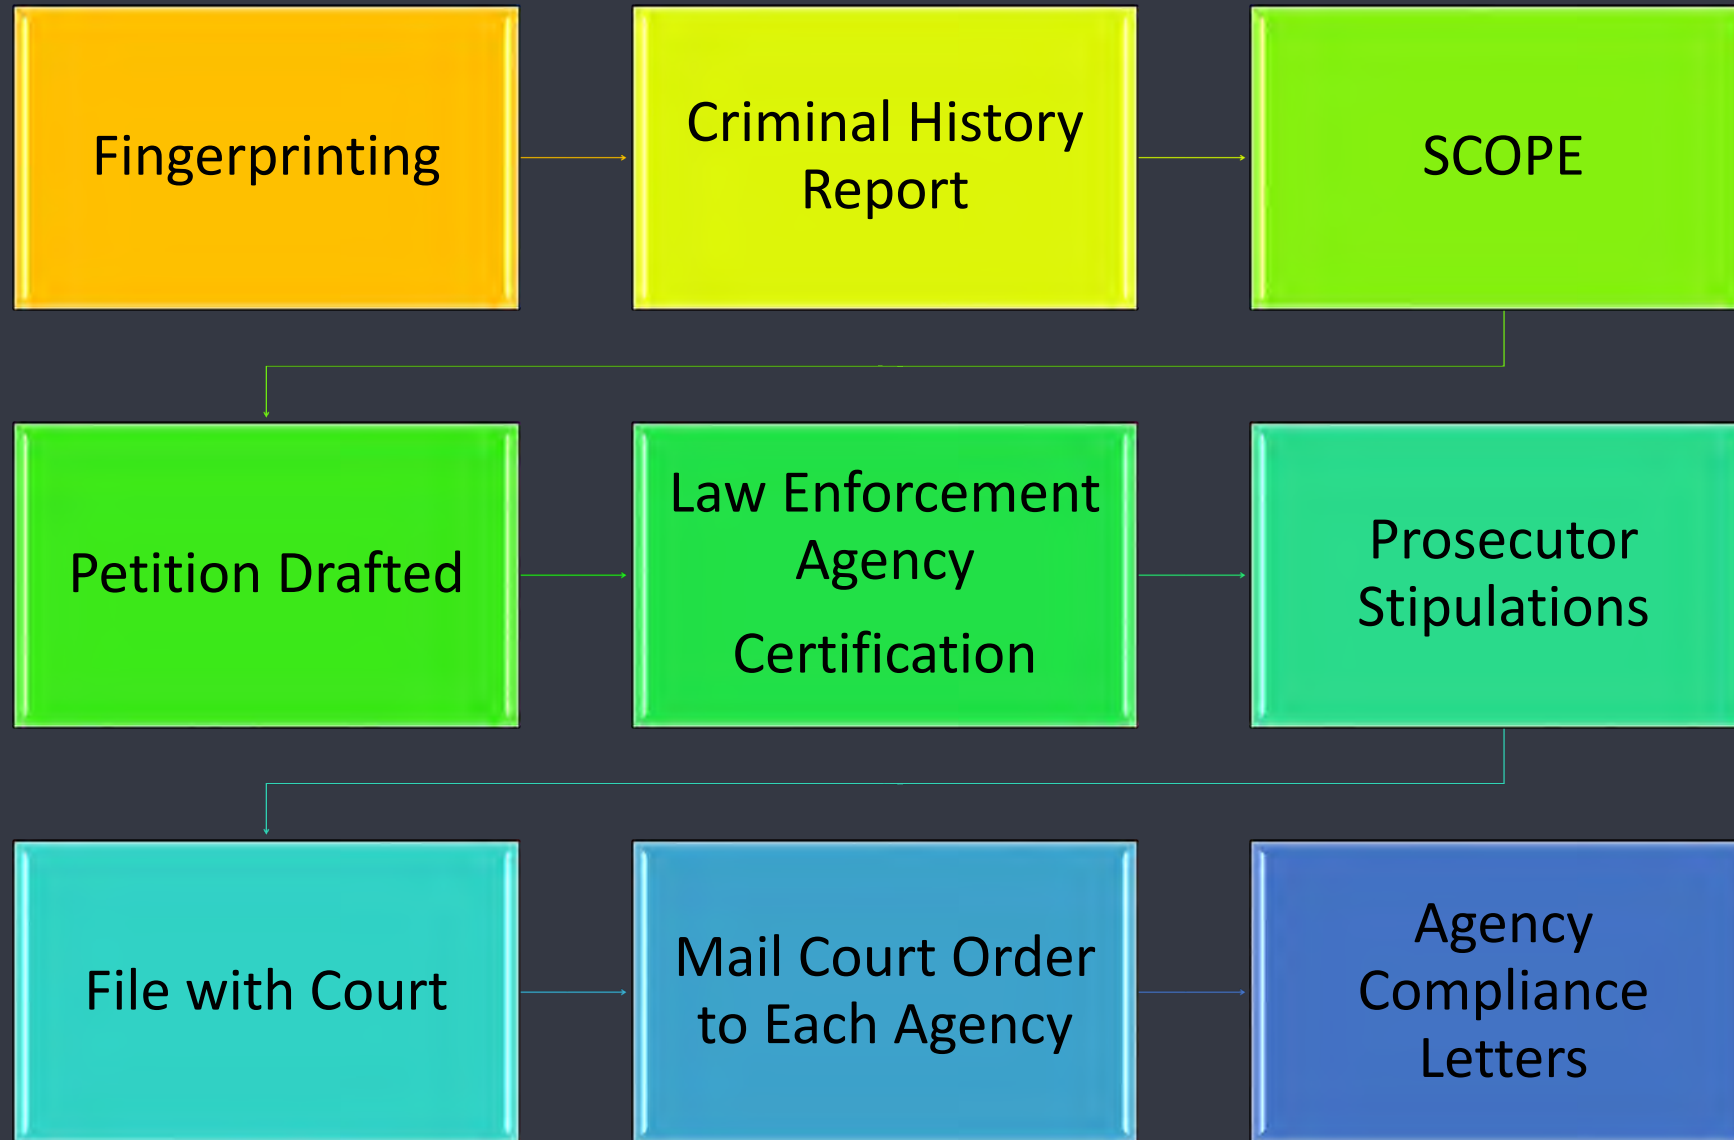 Fingerprinting
Criminal History
Report
SCOPE
Petition Drafted
Law Enforcement
Agency
Certification
Prosecutor
Stipulations
File with Court
Mail Court Order
to Each Agency
Agency
Compliance
Letters